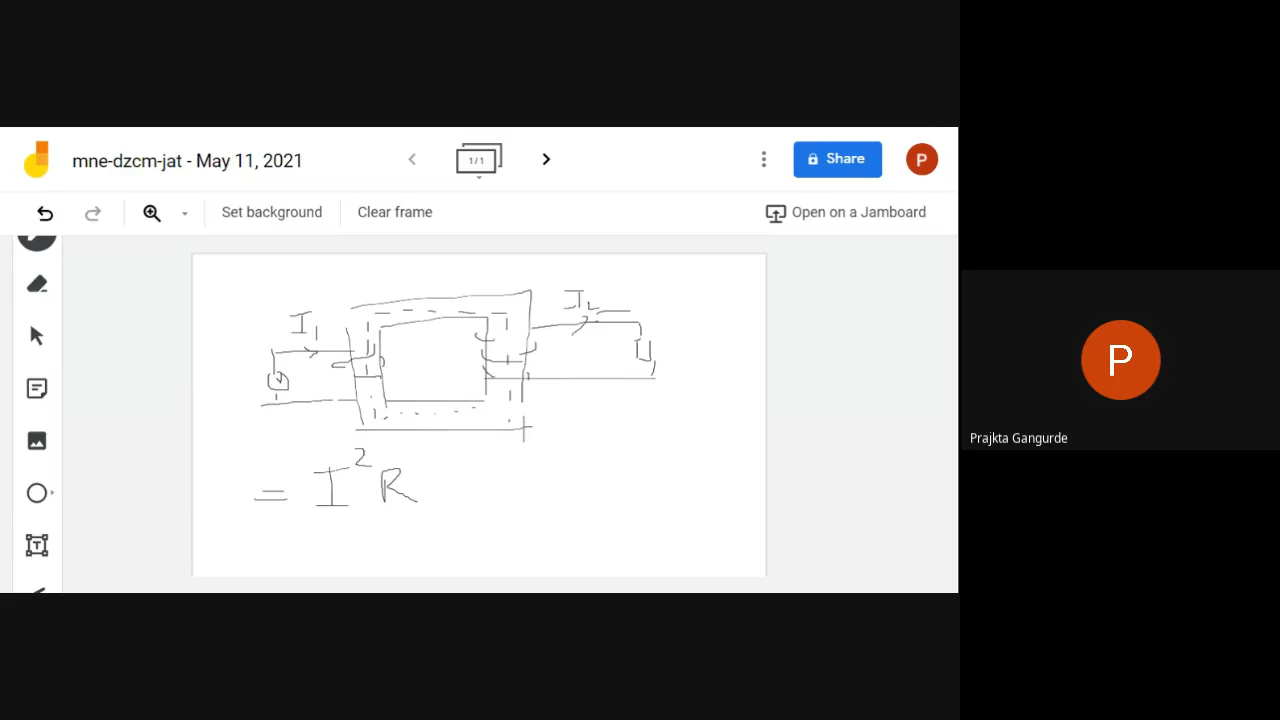 mne-dzcm-jat - May 11, 2021
1/1
Share
P
Set background
Clear frame
Open on a Jamboard
I₁
I₂
= I² R
P
Prajkta Gangurde